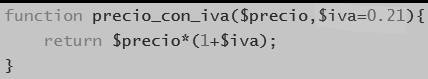 function precio_con_iva($precio,$iva=0.21){
    return $precio*(1+$iva);
}